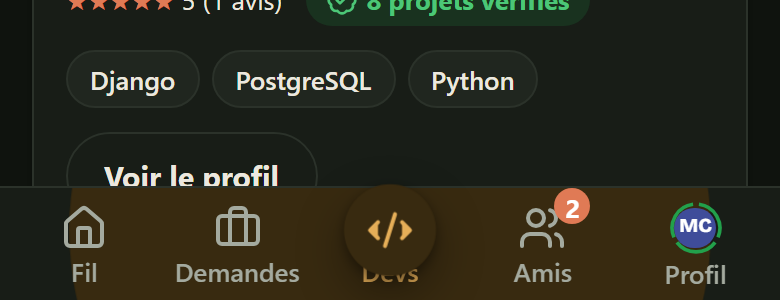 ★★★★★ 5 (1 avis) 8 projets vérifiés
Django PostgreSQL Python
Voir le profil
2 MC
Fil Demandes Devs Amis Profil